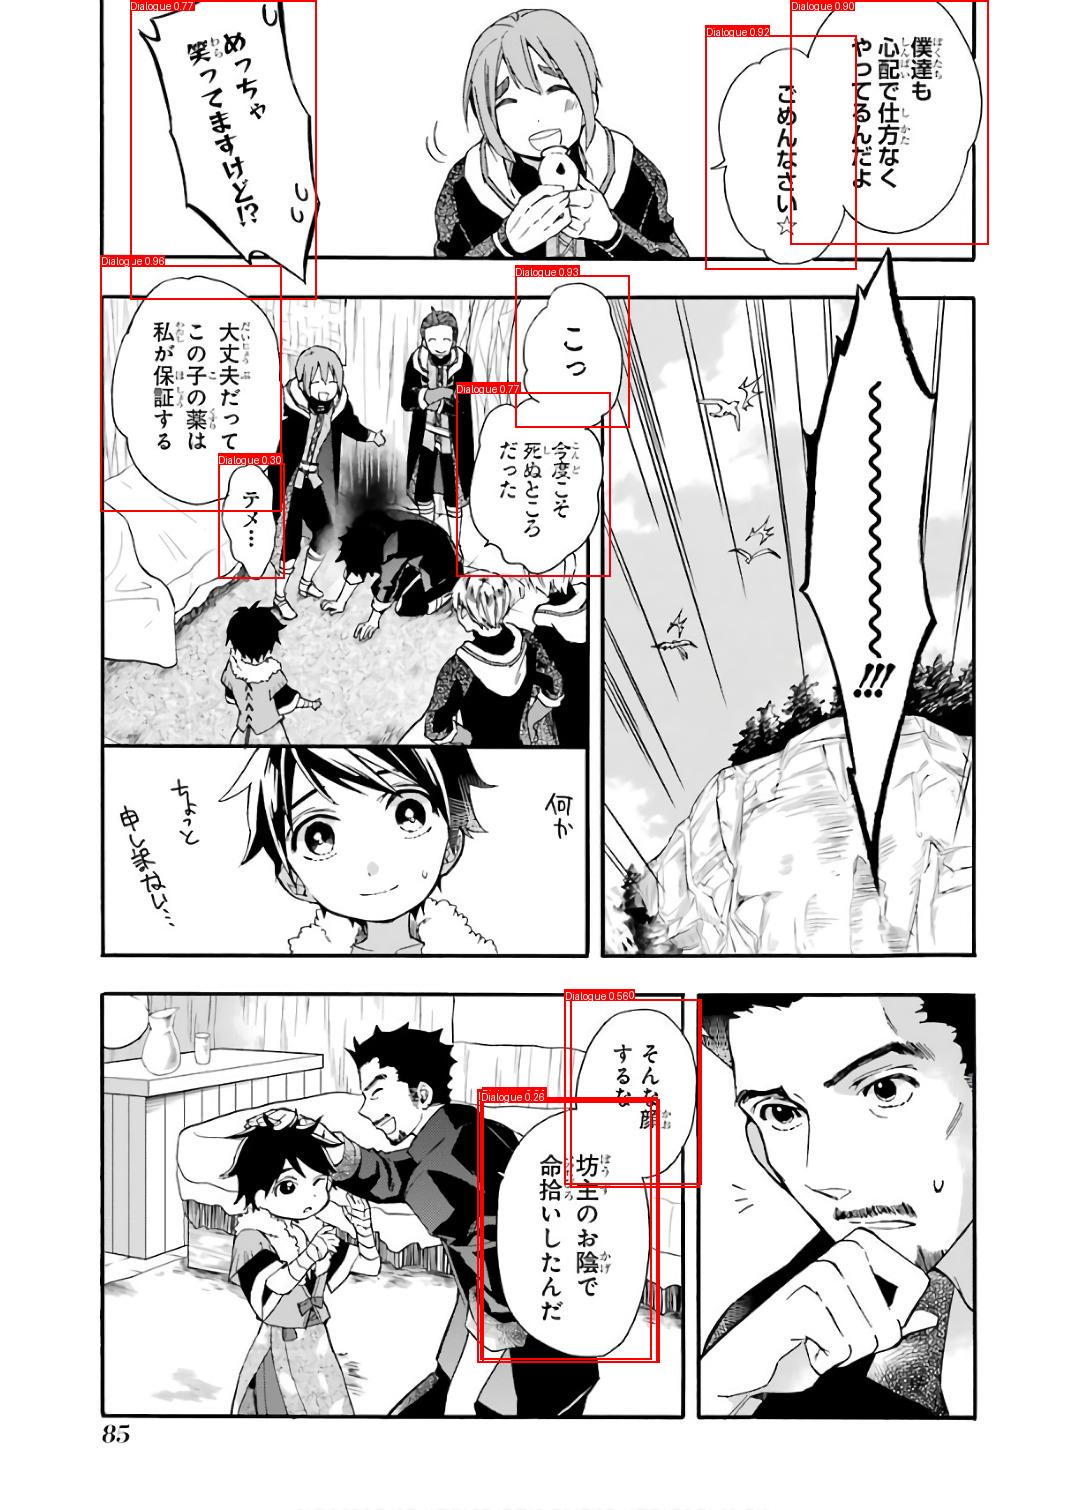 Dialogue 0.90
僕達も
心配で仕方なく
やってるんだよ
Dialogue 0.92
ごめんなさい☆
Dialogue 0.77
めっちゃ
笑ってますけど!?
!!!!
Dialogue 0.93
こっ
Dialogue 0.77
今度こそ
死ぬところ
だった
Dialogue 0.96
大丈夫だって
この子の薬は
私が保証する
Dialogue 0.30
テメ…
何か
ちょっと
申し訳ない…
Dialogue 0.560
そんな顔
するな
Dialogue 0.26
坊主のお陰で
命拾いしたんだ
85